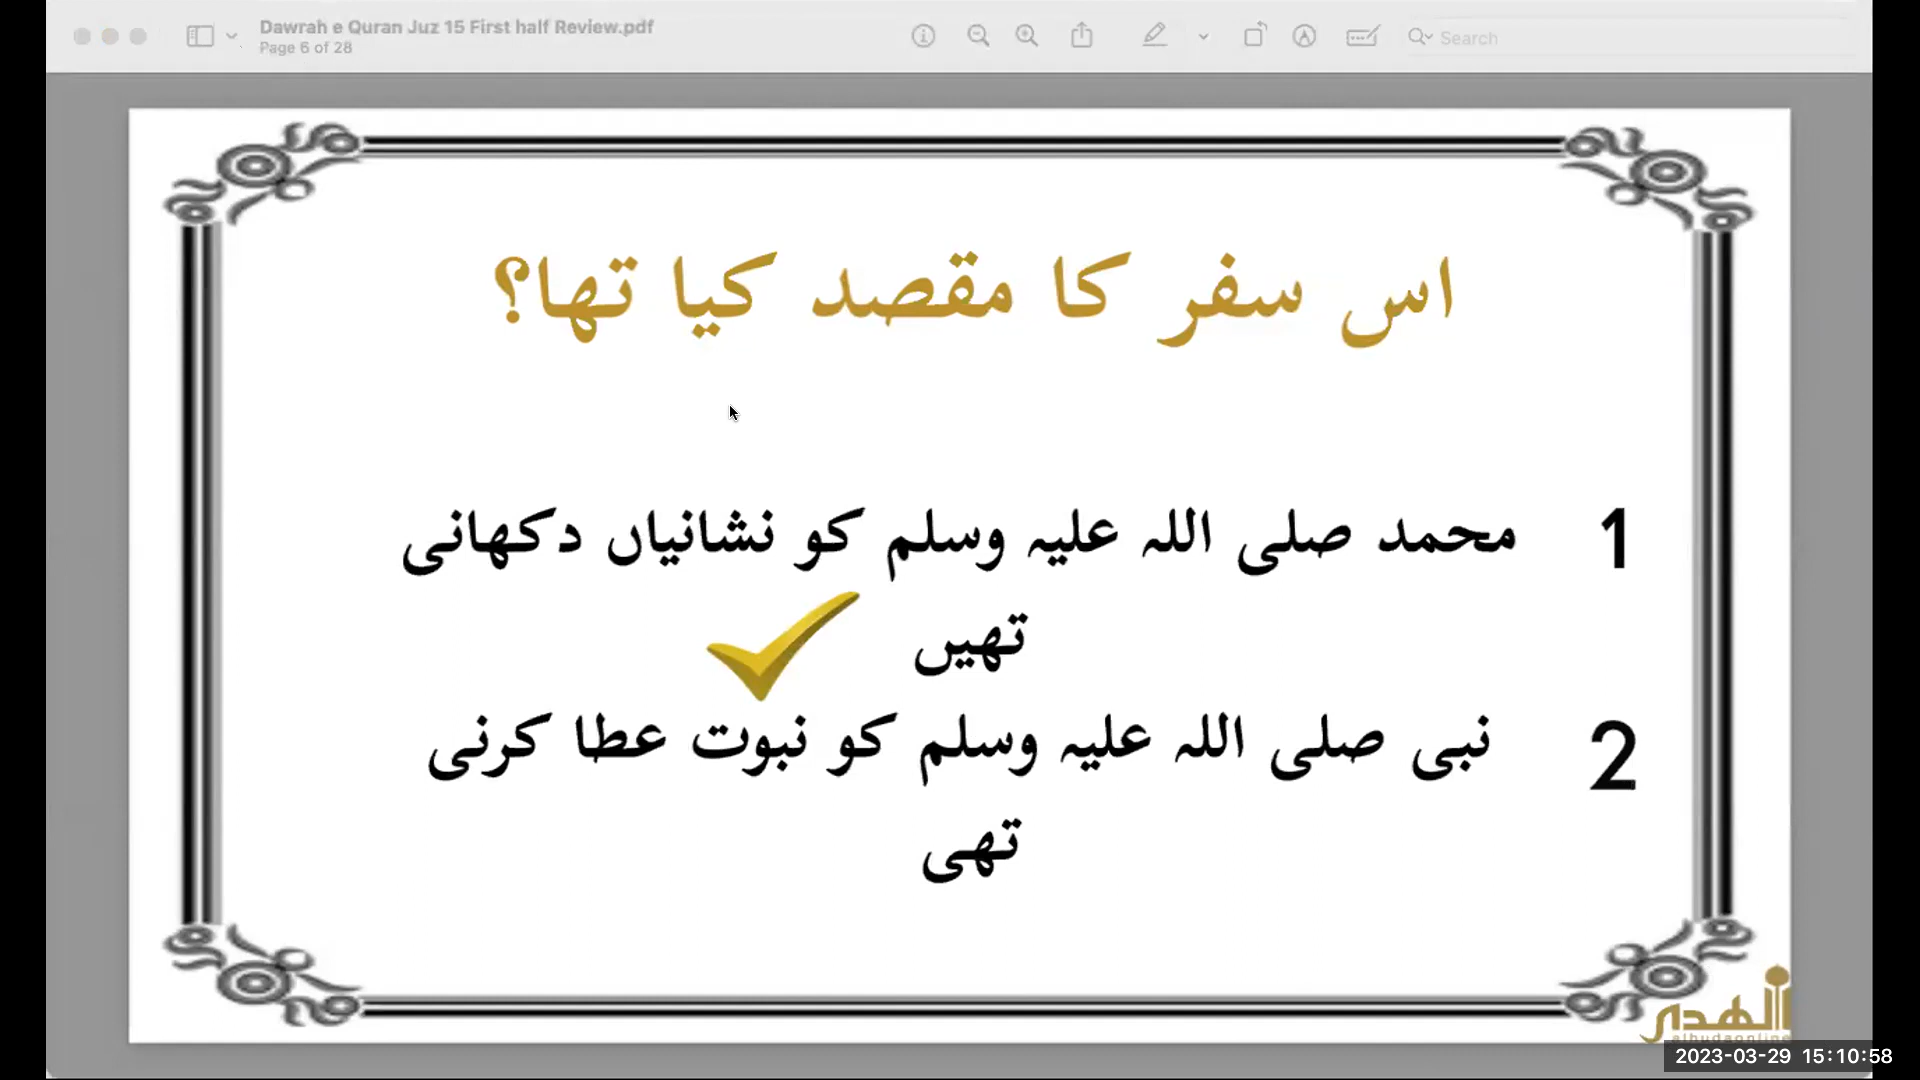 Dawrah e Quran Juz 15 First half Review.pdf
Page 6 of 28
Search
اس سفر کا مقصد کیا تھا؟
1 محمد صلی اللہ علیہ وسلم کو نشانیاں دکھانی
تھیں
2 نبی صلی اللہ علیہ وسلم کو نبوت عطا کرنی
تھی
الهدى
alhudaonline
2023-03-29 15:10:58